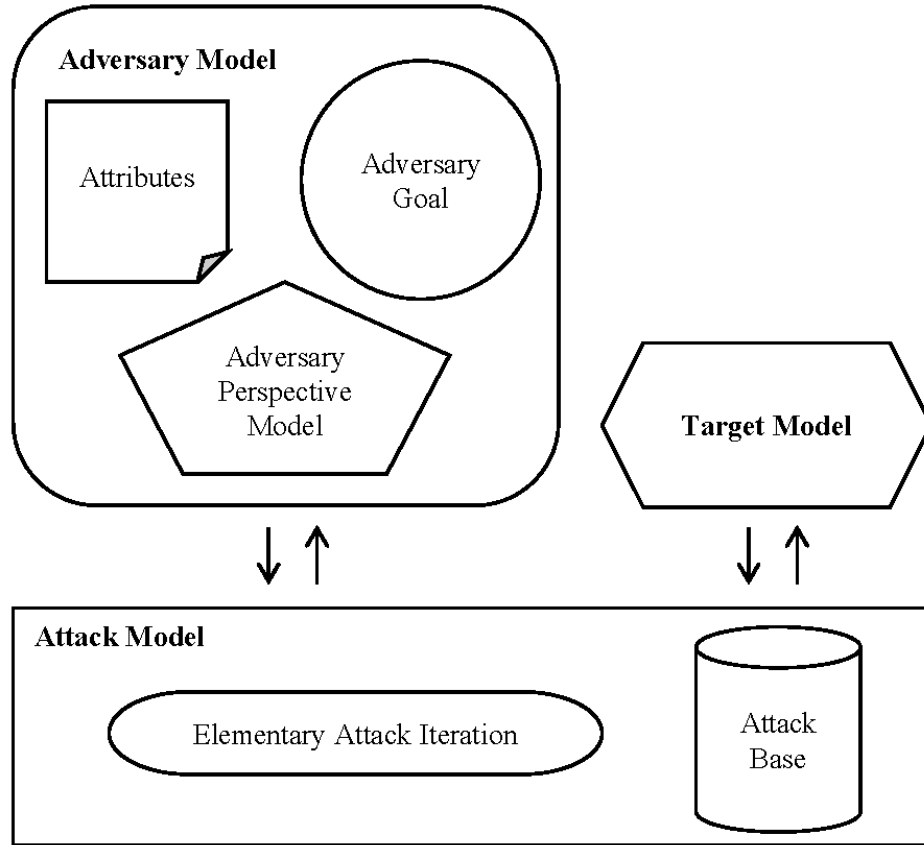 Adversary Model
Attributes
Adversary
Goal
Adversary
Perspective
Model
Target Model
Attack Model
Elementary Attack Iteration
Attack
Base